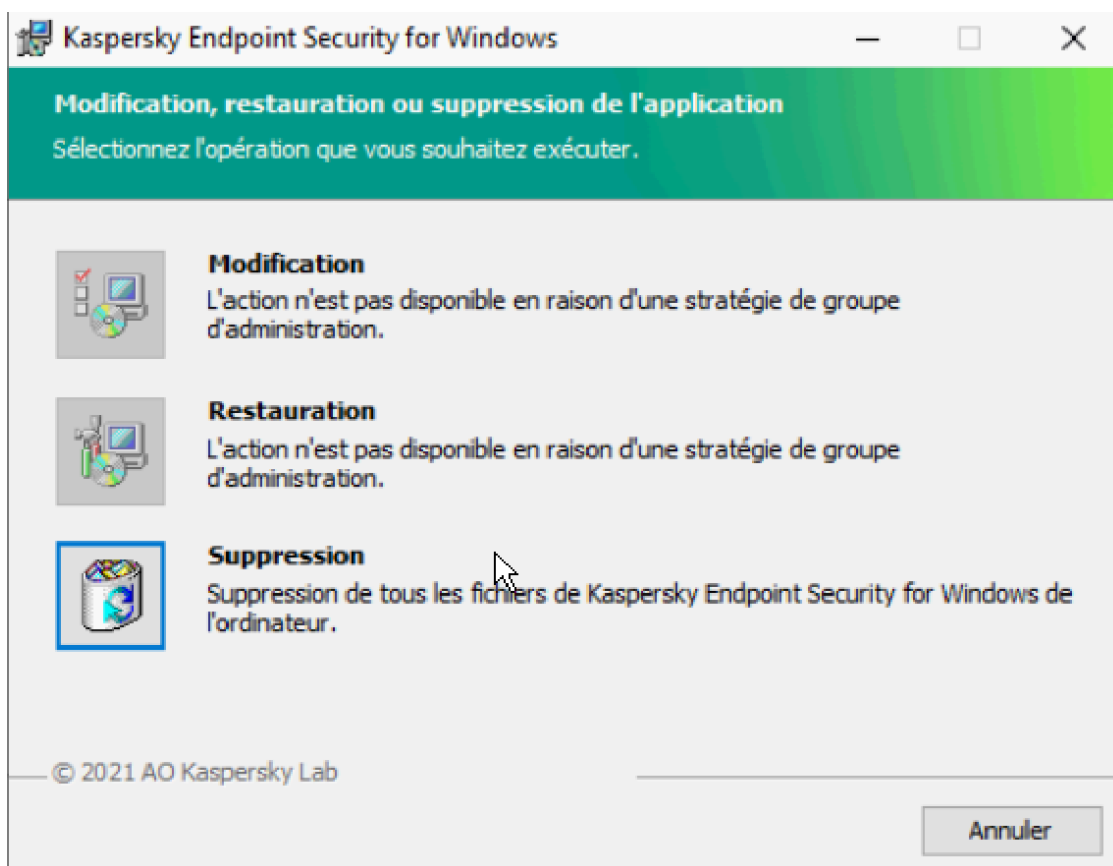 Kaspersky Endpoint Security for Windows
Modification, restauration ou suppression de l'application
Sélectionnez l'opération que vous souhaitez exécuter.
Modification
L'action n'est pas disponible en raison d'une stratégie de groupe
d'administration.
Restauration
L'action n'est pas disponible en raison d'une stratégie de groupe
d'administration.
Suppression
Suppression de tous les fichiers de Kaspersky Endpoint Security for Windows de
l'ordinateur.
© 2021 AO Kaspersky Lab
Annuler